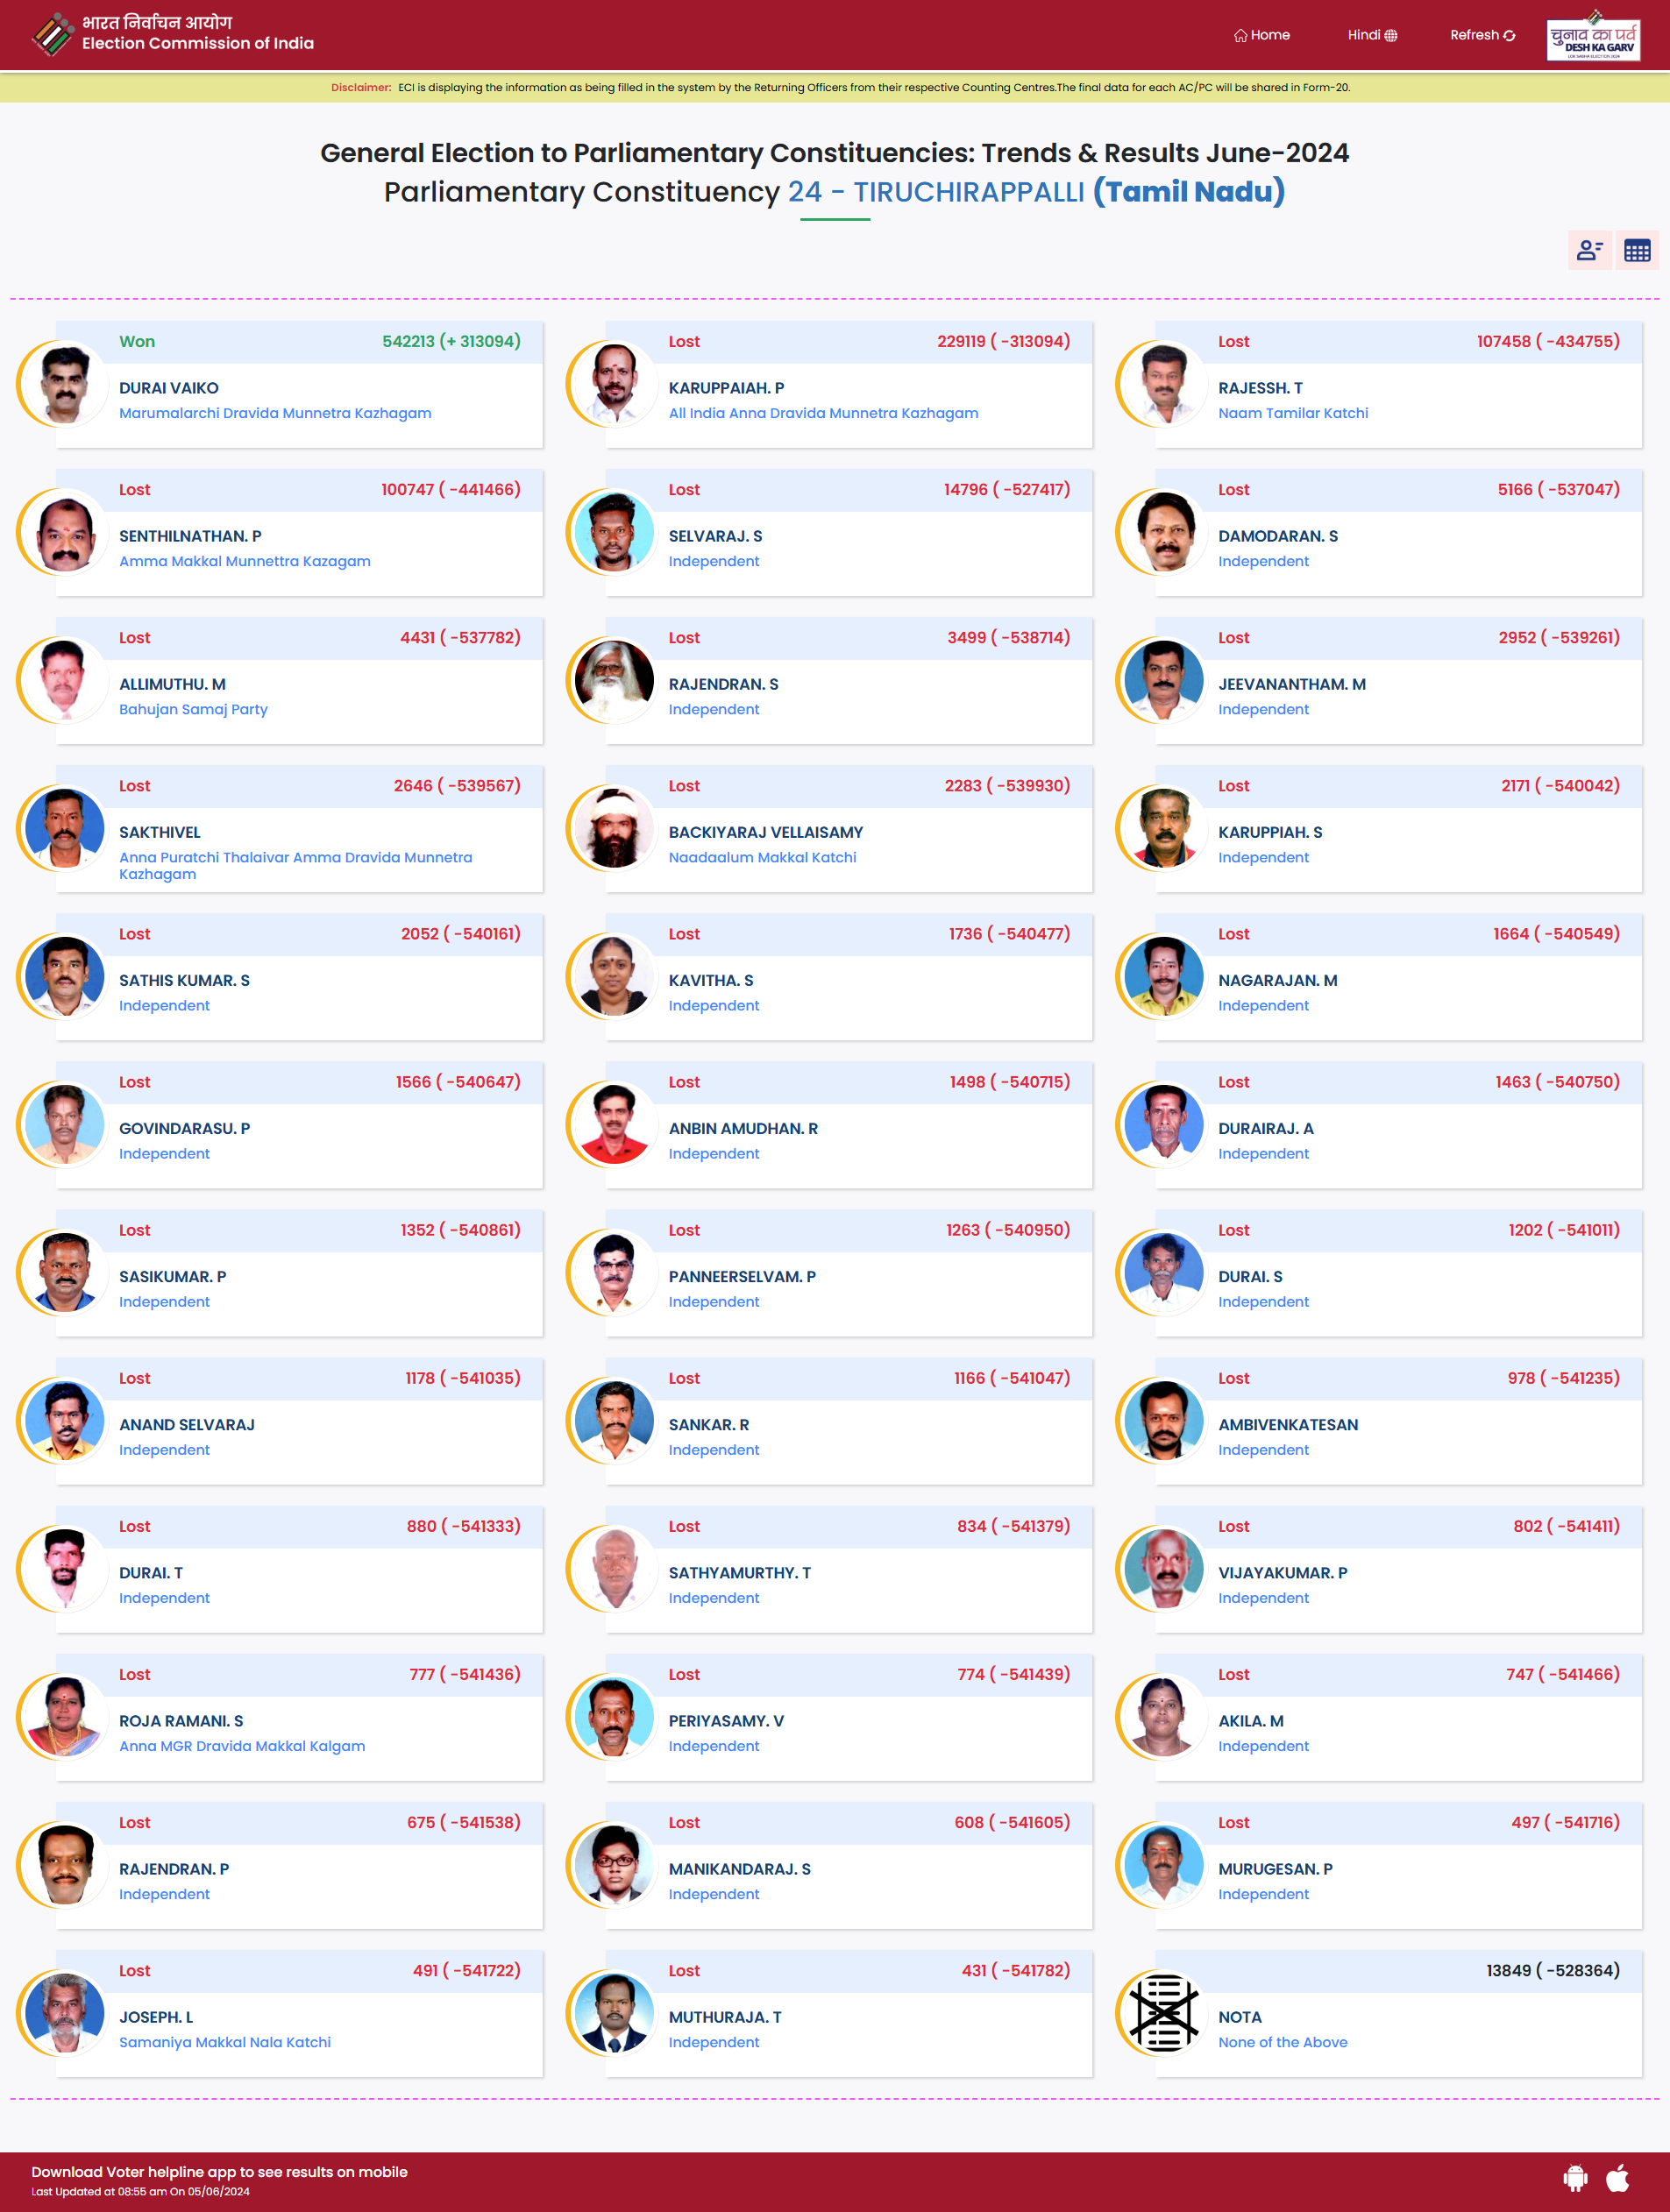 भारत निर्वाचन आयोग
Election Commission of India
Home
Hindi
Refresh
चुनाव का पर्व
DESH KA GARV
LOK SABHA ELECTION 2024
Disclaimer: ECI is displaying the information as being filled in the system by the Returning Officers from their respective Counting Centres.The final data for each AC/PC will be shared in Form-20.
General Election to Parliamentary Constituencies: Trends & Results June-2024
Parliamentary Constituency 24 - TIRUCHIRAPPALLI (Tamil Nadu)
Won 542213 (+ 313094)
DURAI VAIKO
Marumalarchi Dravida Munnetra Kazhagam
Lost 229119 ( -313094)
KARUPPAIAH. P
All India Anna Dravida Munnetra Kazhagam
Lost 107458 ( -434755)
RAJESSH. T
Naam Tamilar Katchi
Lost 100747 ( -441466)
SENTHILNATHAN. P
Amma Makkal Munnettra Kazagam
Lost 14796 ( -527417)
SELVARAJ. S
Independent
Lost 5166 ( -537047)
DAMODARAN. S
Independent
Lost 4431 ( -537782)
ALLIMUTHU. M
Bahujan Samaj Party
Lost 3499 ( -538714)
RAJENDRAN. S
Independent
Lost 2952 ( -539261)
JEEVANANTHAM. M
Independent
Lost 2646 ( -539567)
SAKTHIVEL
Anna Puratchi Thalaivar Amma Dravida Munnetra
Kazhagam
Lost 2283 ( -539930)
BACKIYARAJ VELLAISAMY
Naadaalum Makkal Katchi
Lost 2171 ( -540042)
KARUPPIAH. S
Independent
Lost 2052 ( -540161)
SATHIS KUMAR. S
Independent
Lost 1736 ( -540477)
KAVITHA. S
Independent
Lost 1664 ( -540549)
NAGARAJAN. M
Independent
Lost 1566 ( -540647)
GOVINDARASU. P
Independent
Lost 1498 ( -540715)
ANBIN AMUDHAN. R
Independent
Lost 1463 ( -540750)
DURAIRAJ. A
Independent
Lost 1352 ( -540861)
SASIKUMAR. P
Independent
Lost 1263 ( -540950)
PANNEERSELVAM. P
Independent
Lost 1202 ( -541011)
DURAI. S
Independent
Lost 1178 ( -541035)
ANAND SELVARAJ
Independent
Lost 1166 ( -541047)
SANKAR. R
Independent
Lost 978 ( -541235)
AMBIVENKATESAN
Independent
Lost 880 ( -541333)
DURAI. T
Independent
Lost 834 ( -541379)
SATHYAMURTHY. T
Independent
Lost 802 ( -541411)
VIJAYAKUMAR. P
Independent
Lost 777 ( -541436)
ROJA RAMANI. S
Anna MGR Dravida Makkal Kalgam
Lost 774 ( -541439)
PERIYASAMY. V
Independent
Lost 747 ( -541466)
AKILA. M
Independent
Lost 675 ( -541538)
RAJENDRAN. P
Independent
Lost 608 ( -541605)
MANIKANDARAJ. S
Independent
Lost 497 ( -541716)
MURUGESAN. P
Independent
Lost 491 ( -541722)
JOSEPH. L
Samaniya Makkal Nala Katchi
Lost 431 ( -541782)
MUTHURAJA. T
Independent
13849 ( -528364)
NOTA
None of the Above
Download Voter helpline app to see results on mobile
Last Updated at 08:55 am On 05/06/2024